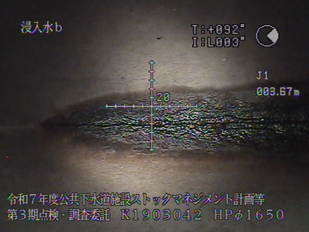 浸入水b
T:+092°
I:L003°
J1
003.67m
20
令和7年度公共下水道施設ストックマネジメント計画等
第3期点検・調査委託 K1905042 HPφ1650